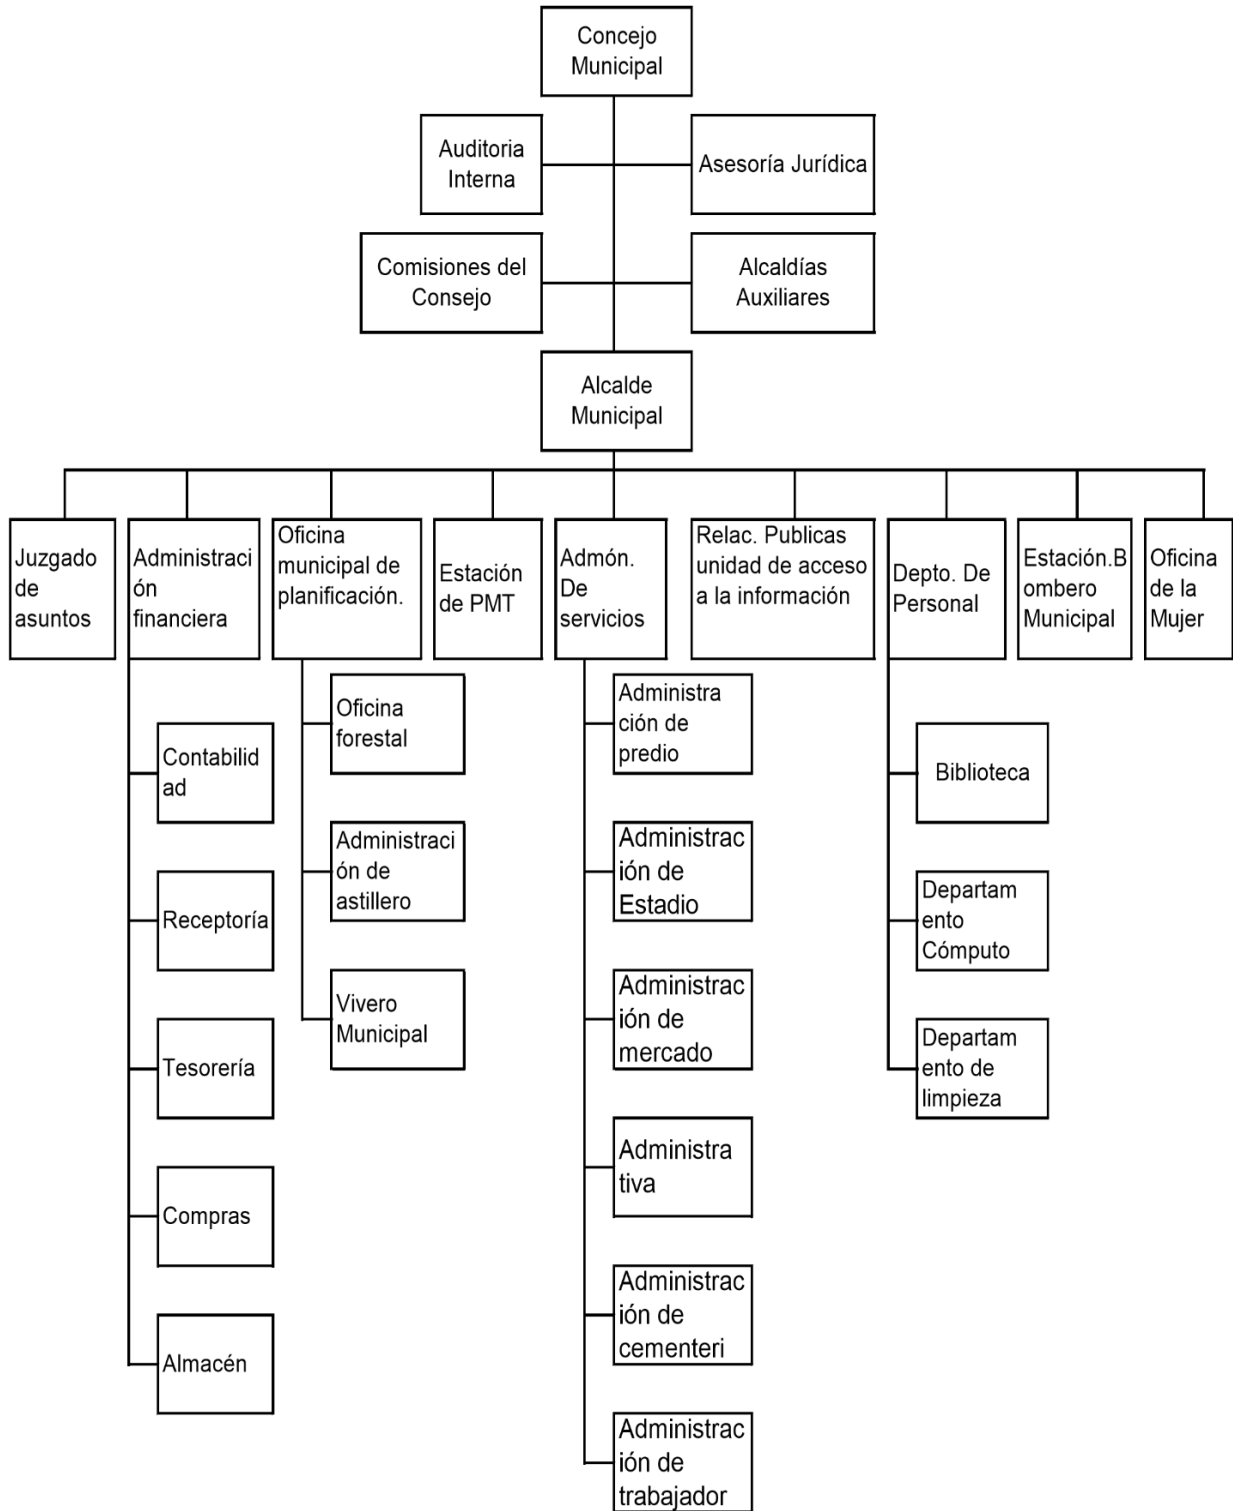 Concejo
Municipal
Auditoria
Interna
Asesoría Jurídica
Comisiones del
Consejo
Alcaldías
Auxiliares
Alcalde
Municipal
Juzgado
de
asuntos
Administraci
ón
financiera
Oficina
municipal de
planificación.
Estación
de PMT
Admón.
De
servicios
Relac. Publicas
unidad de acceso
a la información
Depto. De
Personal
Estación.B
ombero
Municipal
Oficina
de la
Mujer
Contabilid
ad
Receptoría
Tesorería
Compras
Almacén
Oficina
forestal
Administraci
ón de
astillero
Vivero
Municipal
Administra
ción de
predio
Administrac
ión de
Estadio
Administrac
ión de
mercado
Administra
tiva
Administrac
ión de
cementeri
Administrac
ión de
trabajador
Biblioteca
Departam
ento
Cómputo
Departam
ento de
limpieza